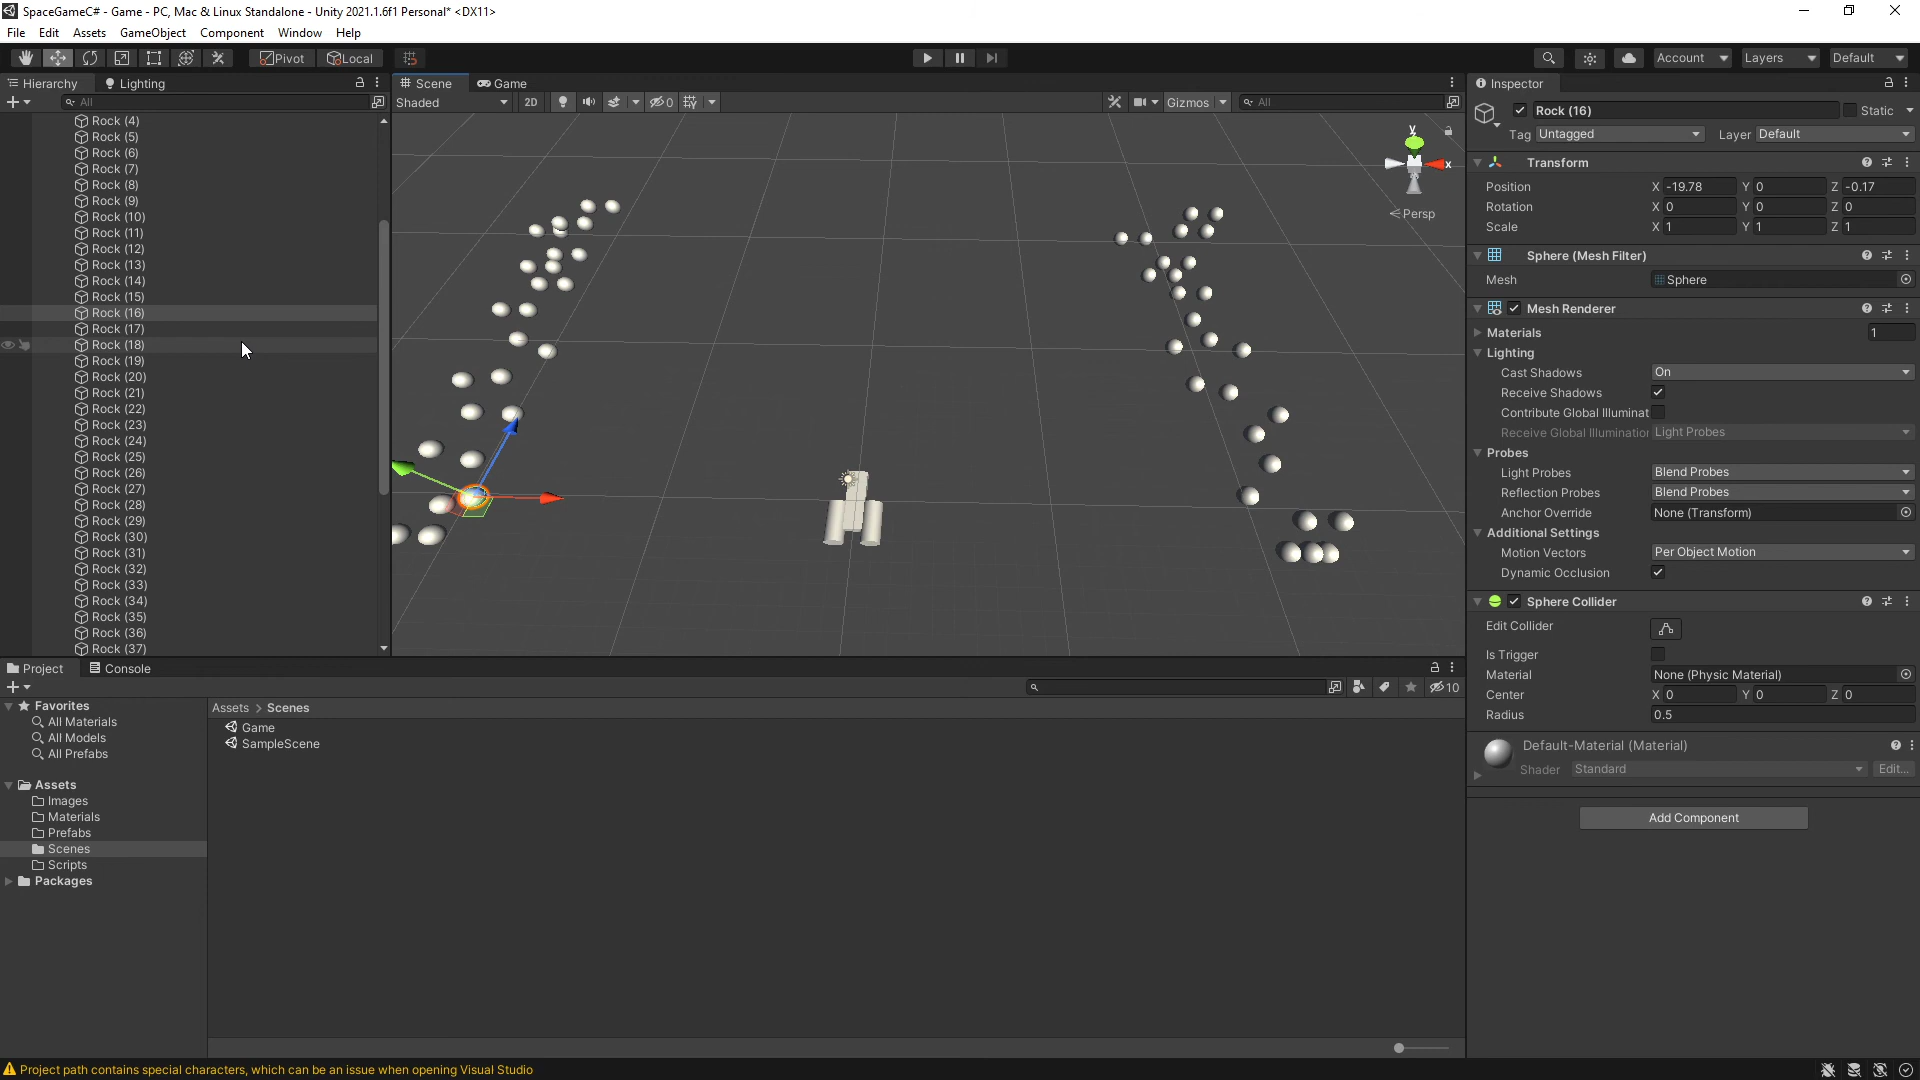 SpaceGameC# - Game - PC, Mac & Linux Standalone - Unity 2021.1.6f1 Personal* <DX11>
File Edit Assets GameObject Component Window Help
Pivot Local Account Layers Default
Hierarchy Lighting
All
Rock (4)
Rock (5)
Rock (6)
Rock (7)
Rock (8)
Rock (9)
Rock (10)
Rock (11)
Rock (12)
Rock (13)
Rock (14)
Rock (15)
Rock (16)
Rock (17)
Rock (18)
Rock (19)
Rock (20)
Rock (21)
Rock (22)
Rock (23)
Rock (24)
Rock (25)
Rock (26)
Rock (27)
Rock (28)
Rock (29)
Rock (30)
Rock (31)
Rock (32)
Rock (33)
Rock (34)
Rock (35)
Rock (36)
Rock (37)
Scene Game
Shaded 2D 0 Gizmos All
y
x
Persp
Inspector
Rock (16) Static
Tag Untagged Layer Default
Transform
Position X -19.78 Y 0 Z -0.17
Rotation X 0 Y 0 Z 0
Scale X 1 Y 1 Z 1
Sphere (Mesh Filter)
Mesh Sphere
Mesh Renderer
Materials 1
Lighting
Cast Shadows On
Receive Shadows
Contribute Global Illuminat
Receive Global Illumination Light Probes
Probes
Light Probes Blend Probes
Reflection Probes Blend Probes
Anchor Override None (Transform)
Additional Settings
Motion Vectors Per Object Motion
Dynamic Occlusion
Sphere Collider
Edit Collider
Is Trigger
Material None (Physic Material)
Center X 0 Y 0 Z 0
Radius 0.5
Default-Material (Material)
Shader Standard Edit...
Add Component
Project Console
10
Favorites
All Materials
All Models
All Prefabs
Assets
Images
Materials
Prefabs
Scenes
Scripts
Packages
Assets > Scenes
Game
SampleScene
Project path contains special characters, which can be an issue when opening Visual Studio